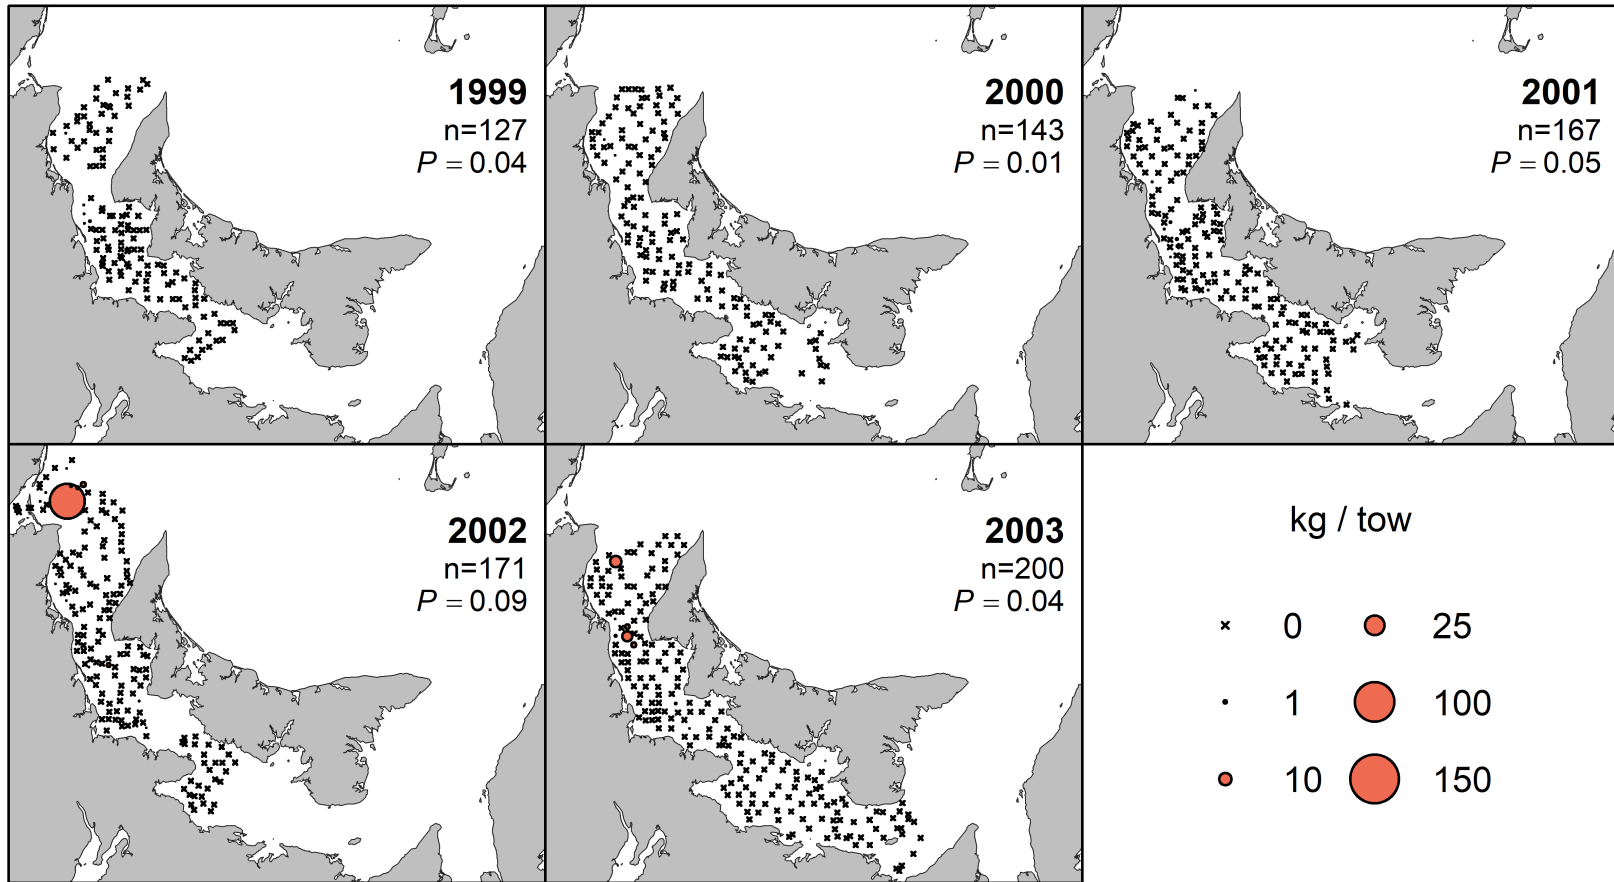 1999
n=127
P = 0.04
2000
n=143
P = 0.01
2001
n=167
P = 0.05
2002
n=171
P = 0.09
2003
n=200
P = 0.04
kg / tow
0 25
1 100
10 150